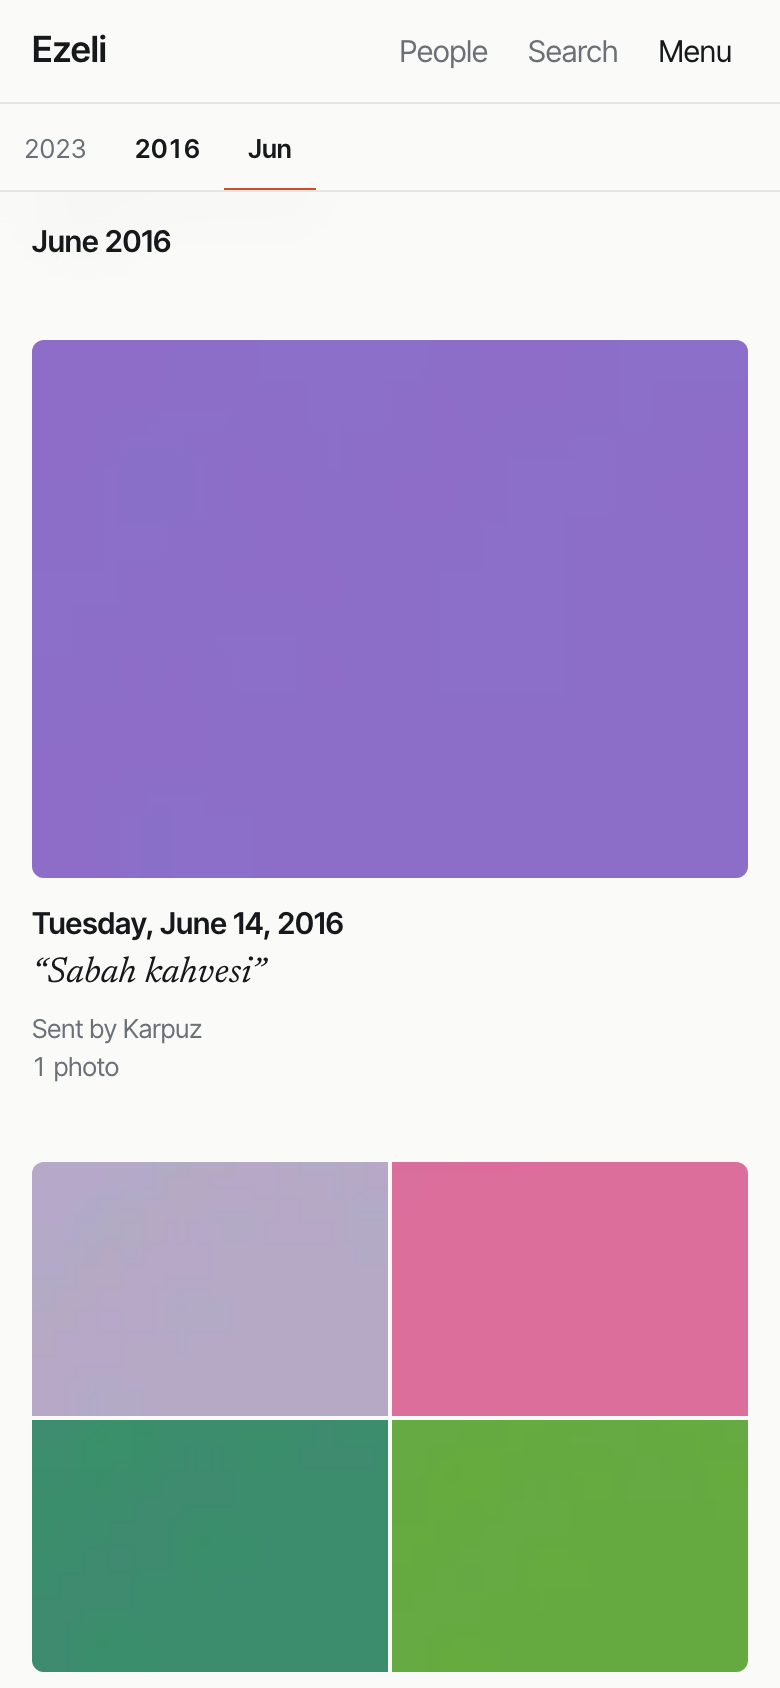 Ezeli People Search Menu
2023 2016 Jun
June 2016
Tuesday, June 14, 2016
“Sabah kahvesi”
Sent by Karpuz
1 photo